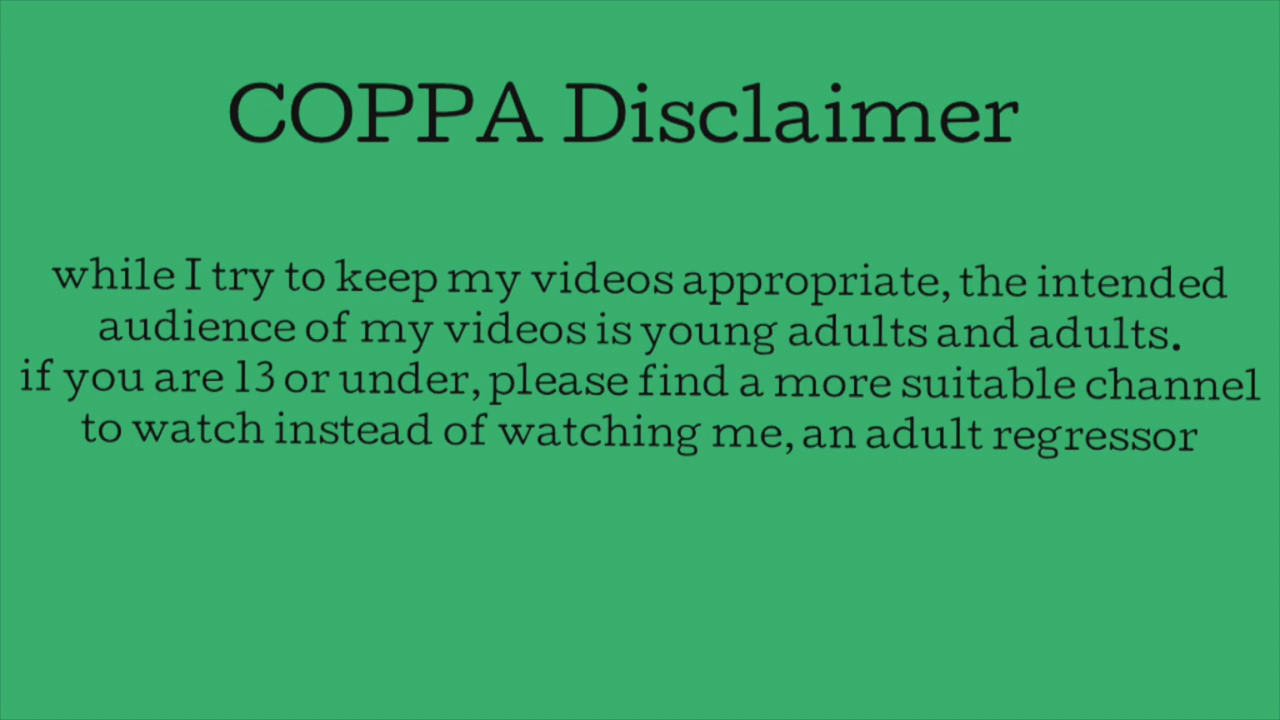 COPPA Disclaimer
while I try to keep my videos appropriate, the intended
audience of my videos is young adults and adults.
if you are 13 or under, please find a more suitable channel
to watch instead of watching me, an adult regressor